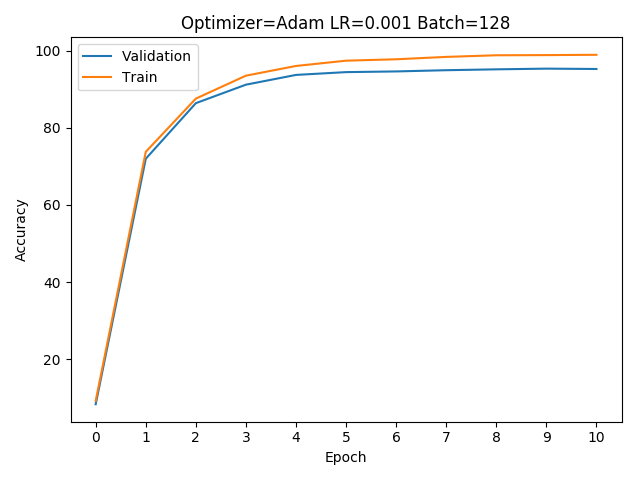 Optimizer=Adam LR=0.001 Batch=128
Validation
Train
100
80
60
40
20
Accuracy
0 1 2 3 4 5 6 7 8 9 10
Epoch